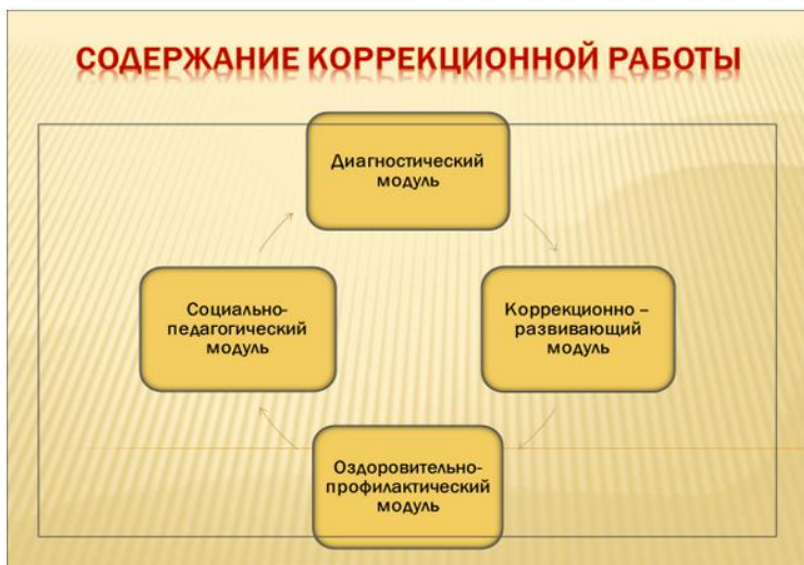 СОДЕРЖАНИЕ КОРРЕКЦИОННОЙ РАБОТЫ
Диагностический
модуль
Социально-
педагогический
модуль
Коррекционно –
развивающий
модуль
Оздоровительно-
профилактический
модуль